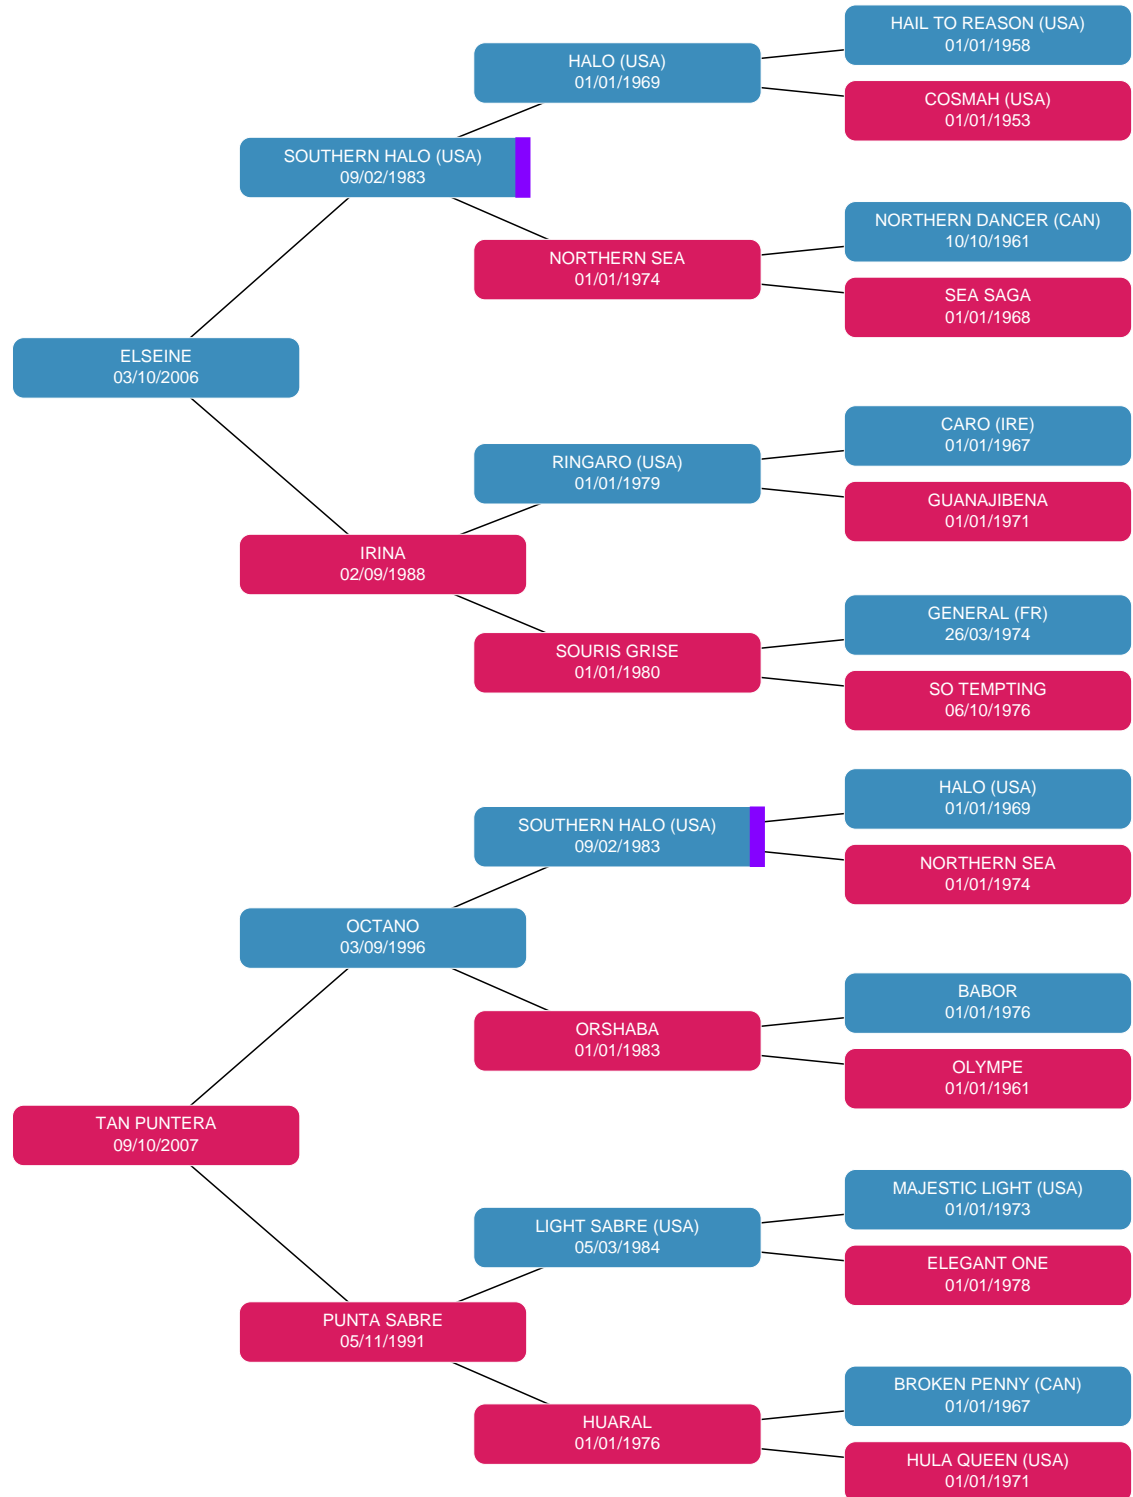 HAIL TO REASON (USA)
01/01/1958
HALO (USA)
01/01/1969
COSMAH (USA)
01/01/1953
SOUTHERN HALO (USA)
09/02/1983
NORTHERN DANCER (CAN)
10/10/1961
NORTHERN SEA
01/01/1974
SEA SAGA
01/01/1968
ELSEINE
03/10/2006
CARO (IRE)
01/01/1967
RINGARO (USA)
01/01/1979
GUANAJIBENA
01/01/1971
IRINA
02/09/1988
GENERAL (FR)
26/03/1974
SOURIS GRISE
01/01/1980
SO TEMPTING
06/10/1976
HALO (USA)
01/01/1969
SOUTHERN HALO (USA)
09/02/1983
NORTHERN SEA
01/01/1974
OCTANO
03/09/1996
BABOR
01/01/1976
ORSHABA
01/01/1983
OLYMPE
01/01/1961
TAN PUNTERA
09/10/2007
MAJESTIC LIGHT (USA)
01/01/1973
LIGHT SABRE (USA)
05/03/1984
ELEGANT ONE
01/01/1978
PUNTA SABRE
05/11/1991
BROKEN PENNY (CAN)
01/01/1967
HUARAL
01/01/1976
HULA QUEEN (USA)
01/01/1971